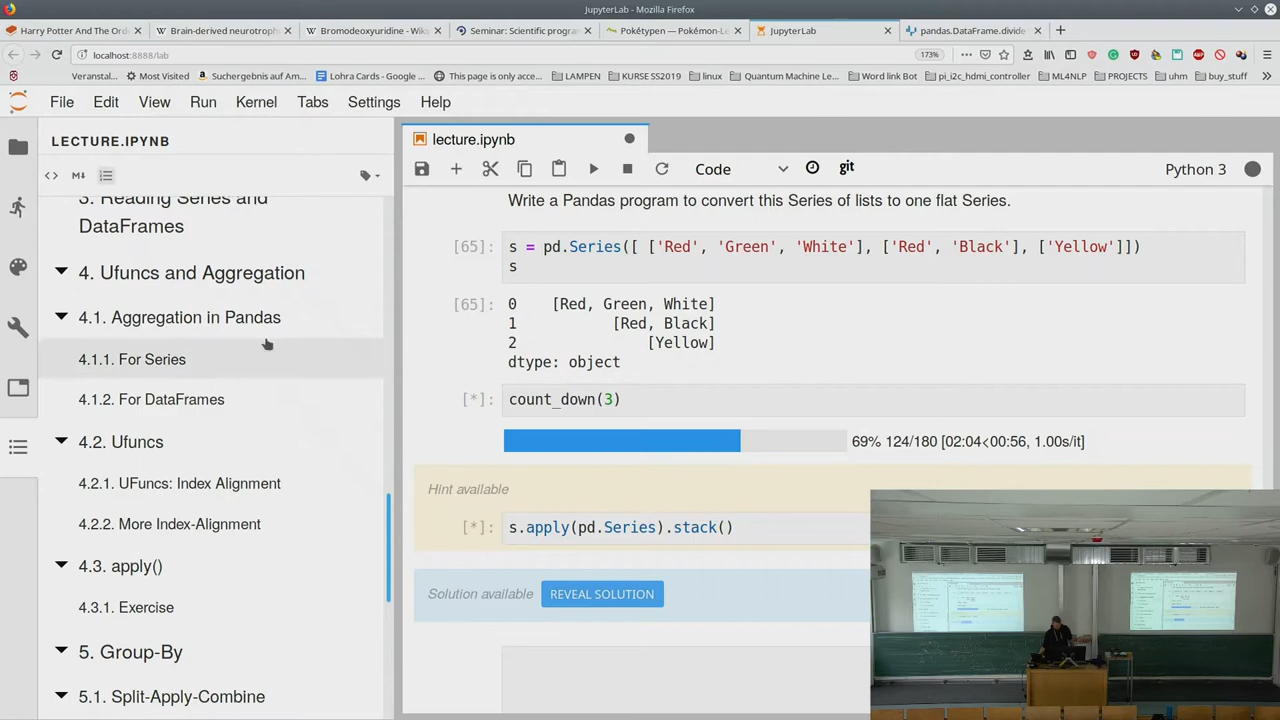 JupyterLab - Mozilla Firefox
Harry Potter And The Orde
Brain-derived neurotroph
Bromodeoxyuridine - Wiki
Seminar: Scientific progra
Pokétypen — Pokémon-Le
JupyterLab
pandas.DataFrame.divide
localhost:8888/lab
173%
Veranstal...
Most Visited
Suchergebnis auf Am...
Lohra Cards - Google ...
This page is only acce...
LAMPEN
KURSE SS2019
linux
Quantum Machine Le...
Word link Bot
pi_i2c_hdmi_controller
ML4NLP
PROJECTS
uhm
buy_stuff
File
Edit
View
Run
Kernel
Tabs
Settings
Help
LECTURE.IPYNB
3. Reading Series and
DataFrames
4. Ufuncs and Aggregation
4.1. Aggregation in Pandas
4.1.1. For Series
4.1.2. For DataFrames
4.2. Ufuncs
4.2.1. UFuncs: Index Alignment
4.2.2. More Index-Alignment
4.3. apply()
4.3.1. Exercise
5. Group-By
5.1. Split-Apply-Combine
lecture.ipynb
Code
git
Python 3
Write a Pandas program to convert this Series of lists to one flat Series.
[65]: s = pd.Series([ ['Red', 'Green', 'White'], ['Red', 'Black'], ['Yellow']])
s
[65]: 0 [Red, Green, White]
1 [Red, Black]
2 [Yellow]
dtype: object
[*]: count_down(3)
69% 124/180 [02:04<00:56, 1.00s/it]
Hint available
[*]: s.apply(pd.Series).stack()
Solution available
REVEAL SOLUTION